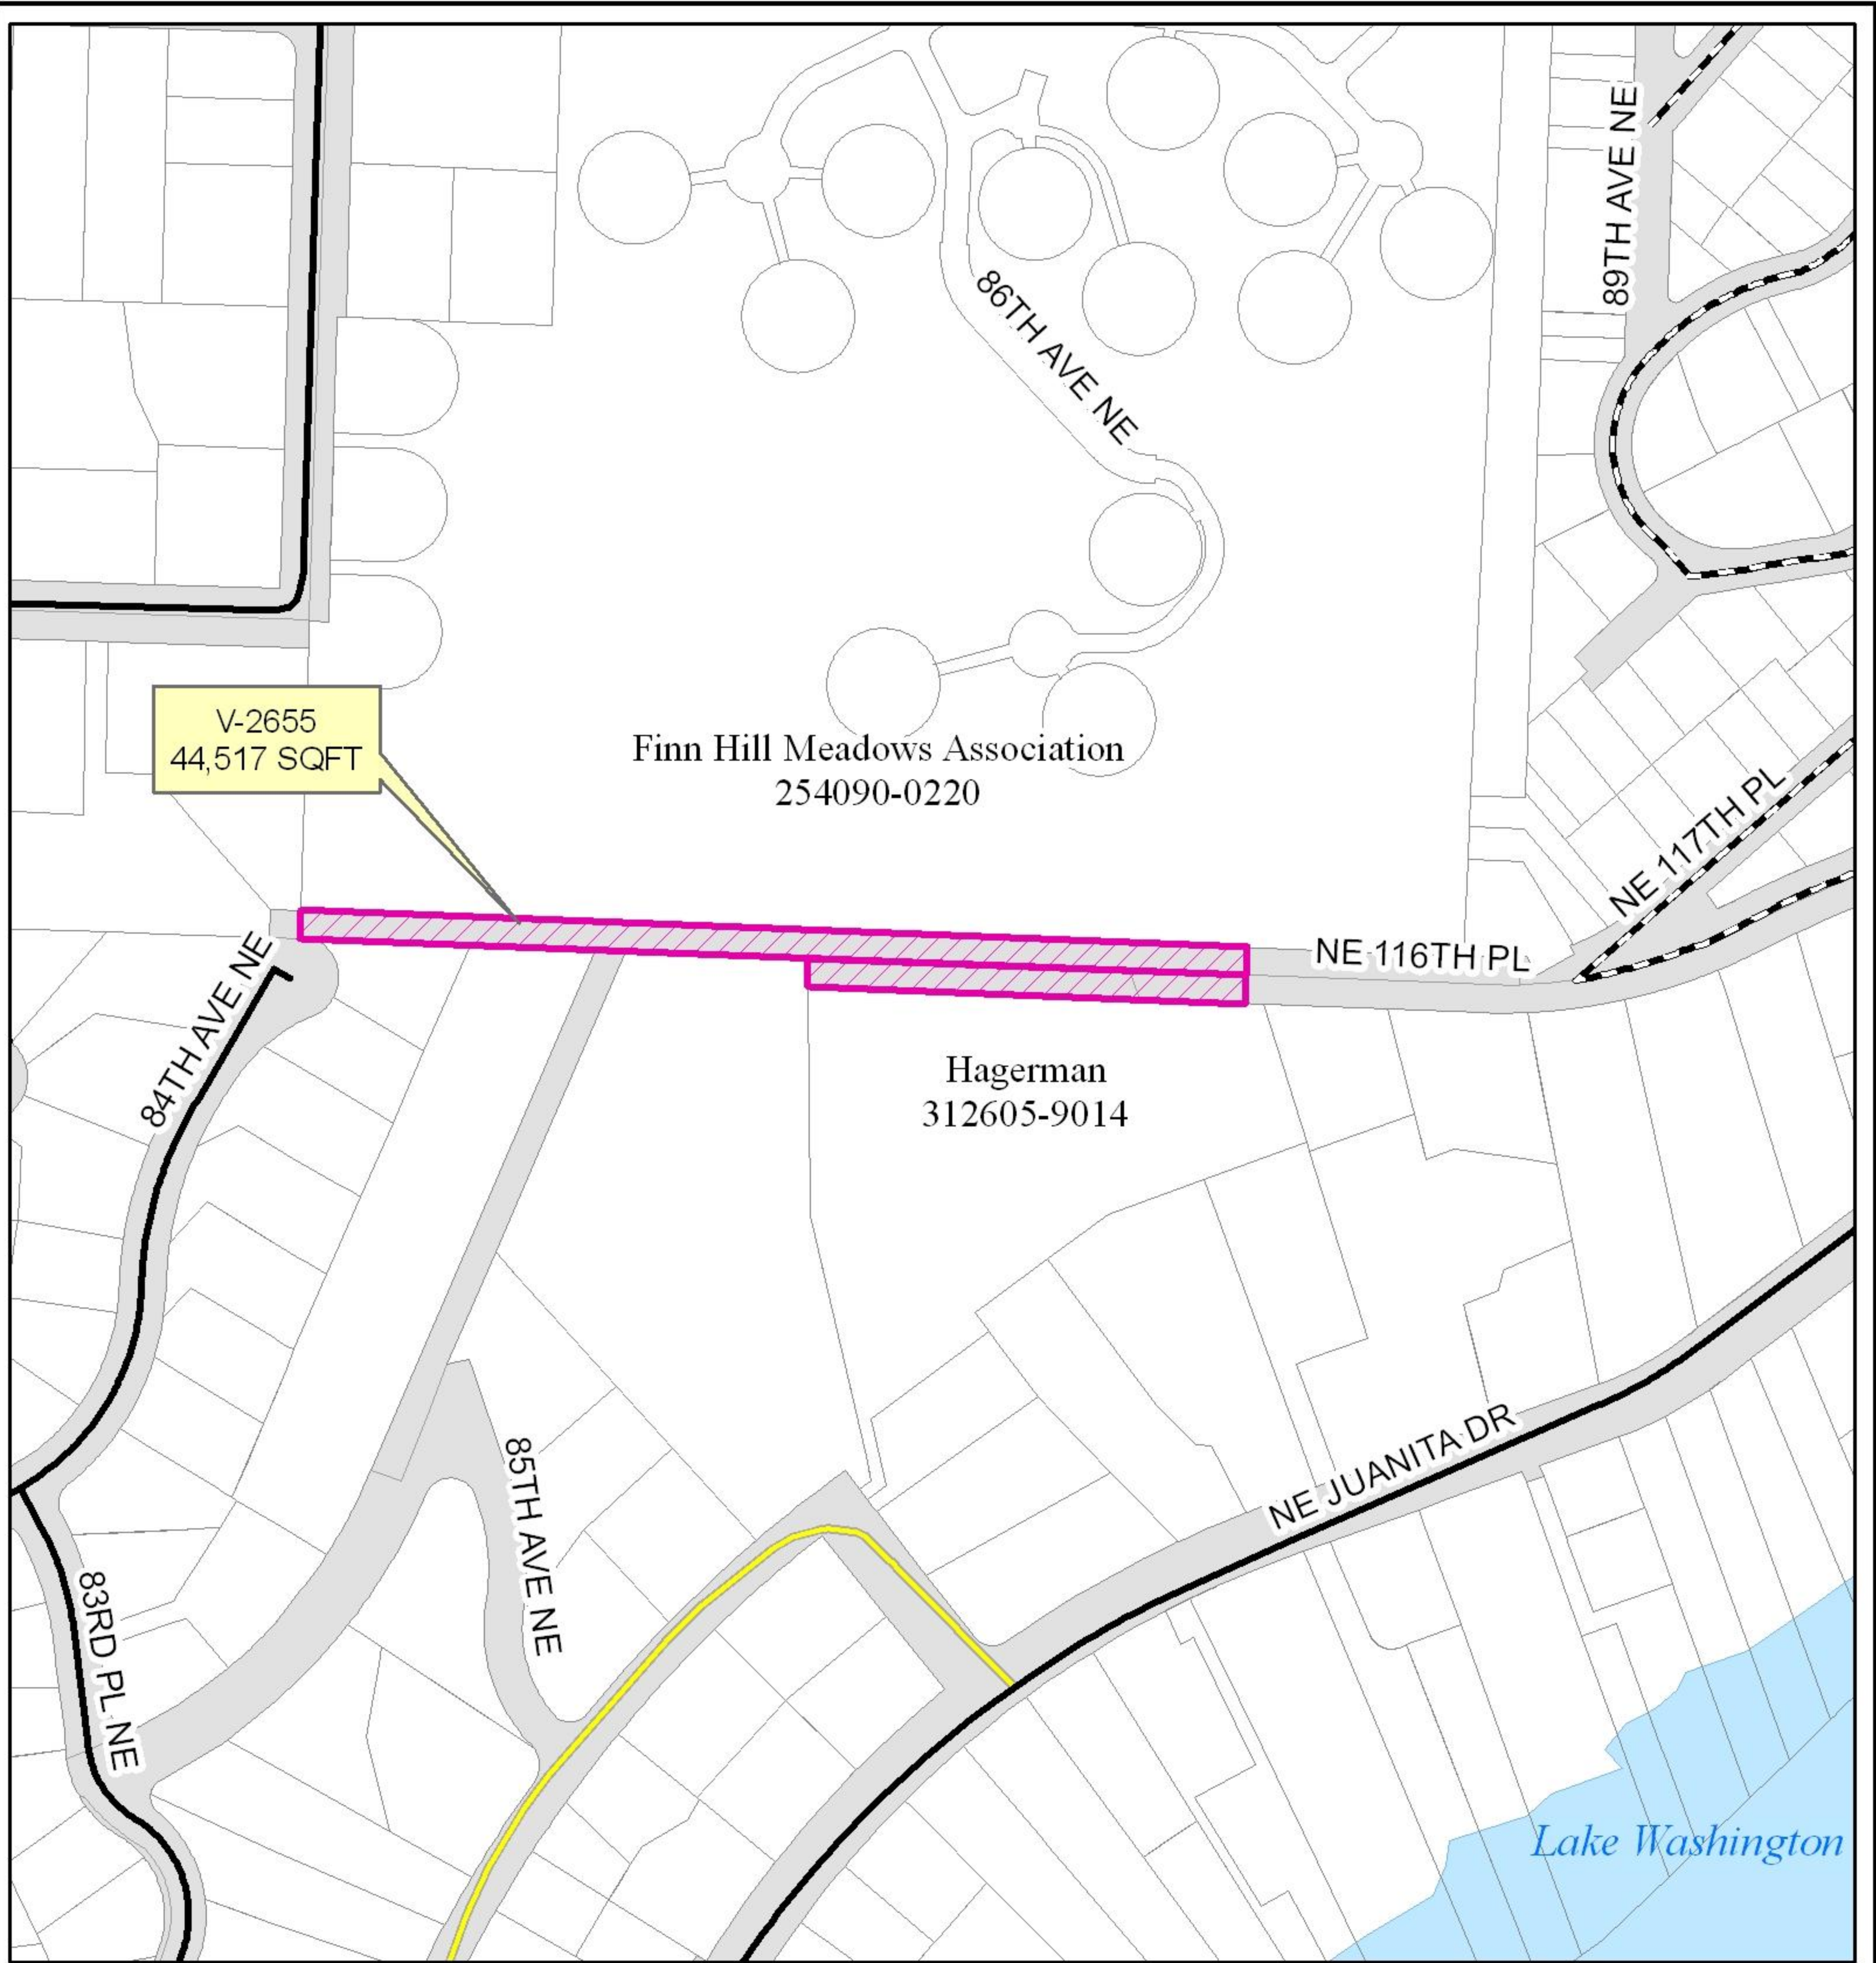 89TH AVE NE
86TH AVE NE
V-2655
44,517 SQFT
Finn Hill Meadows Association
254090-0220
NE 117TH PL
NE 116TH PL
84TH AVE NE
Hagerman
312605-9014
NE JUANITA DR
85TH AVE NE
83RD PL NE
Lake Washington